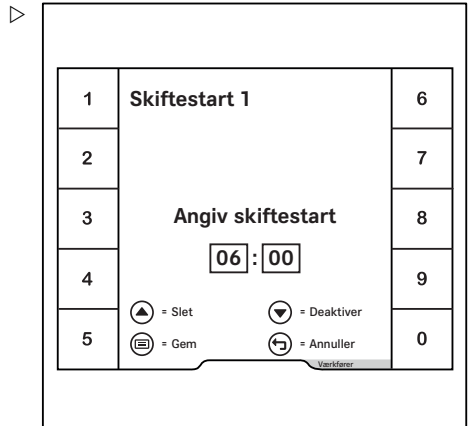 1
2
3
4
5
Skiftestart 1
Angiv skiftestart
06 : 00
= Slet
= Deaktiver
= Gem
= Annuller
Værkfører
6
7
8
9
0